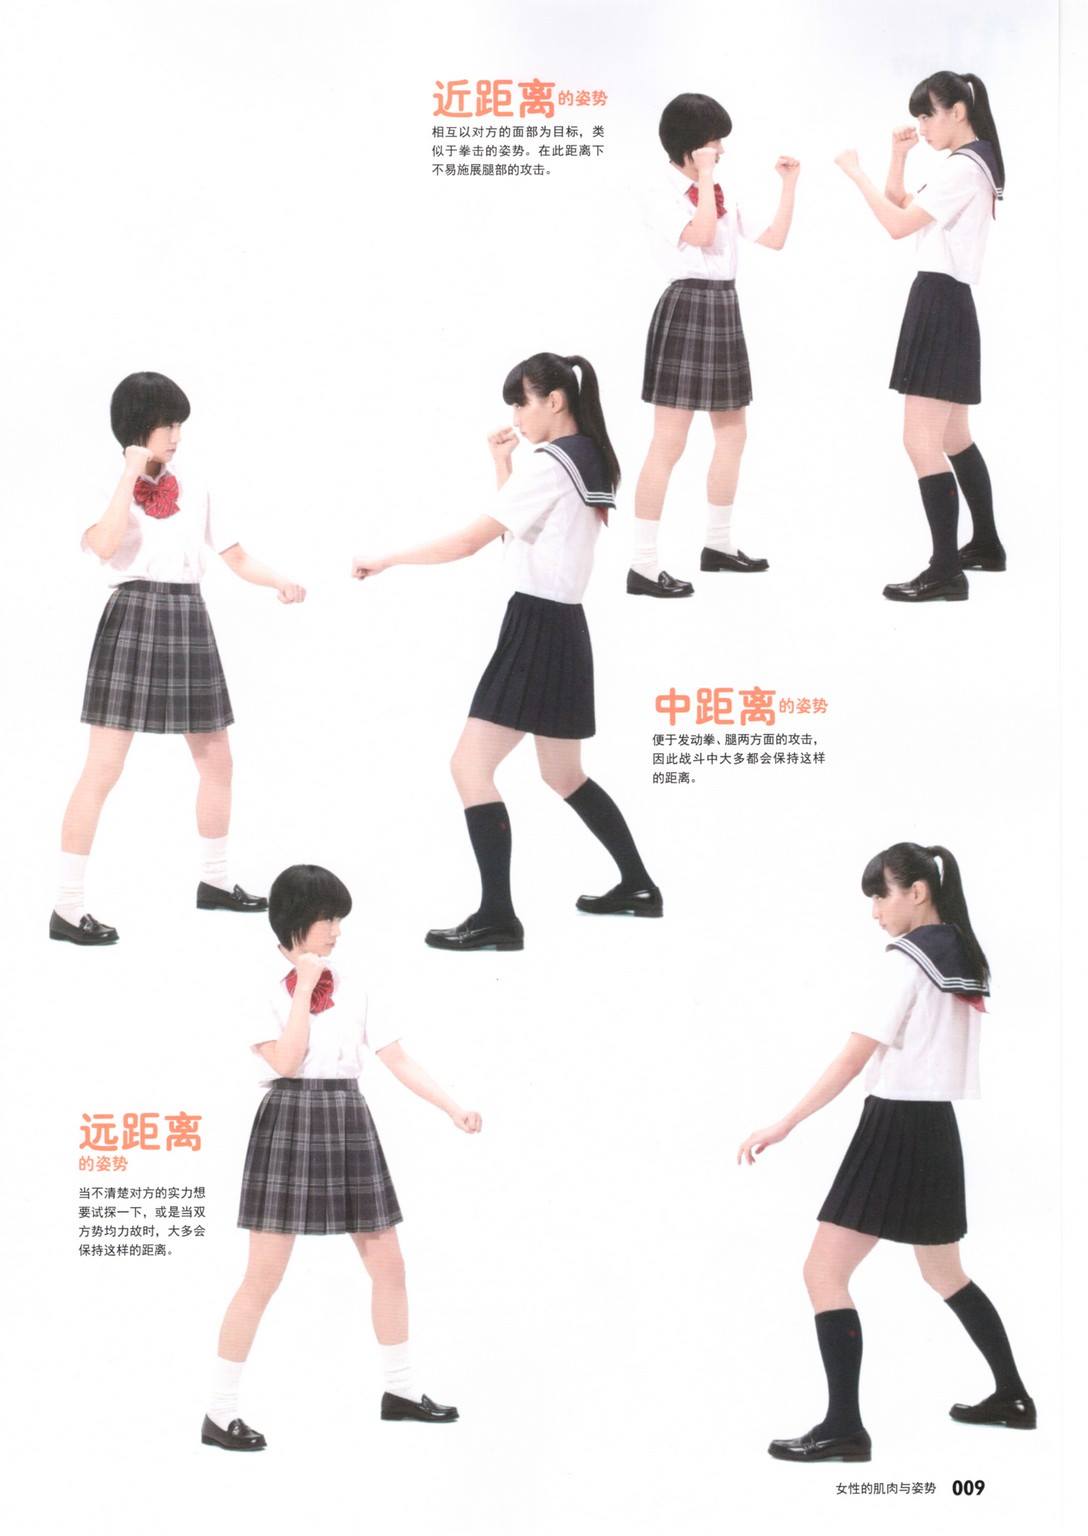 近距离的姿势
相互以对方的面部为目标，类
似于拳击的姿势。在此距离下
不易施展腿部的攻击。
中距离的姿势
便于发动拳、腿两方面的攻击，
因此战斗中大多都会保持这样
的距离。
远距离
的姿势
当不清楚对方的实力想
要试探一下，或是当双
方势均力故时，大多会
保持这样的距离。
女性的肌肉与姿势 009